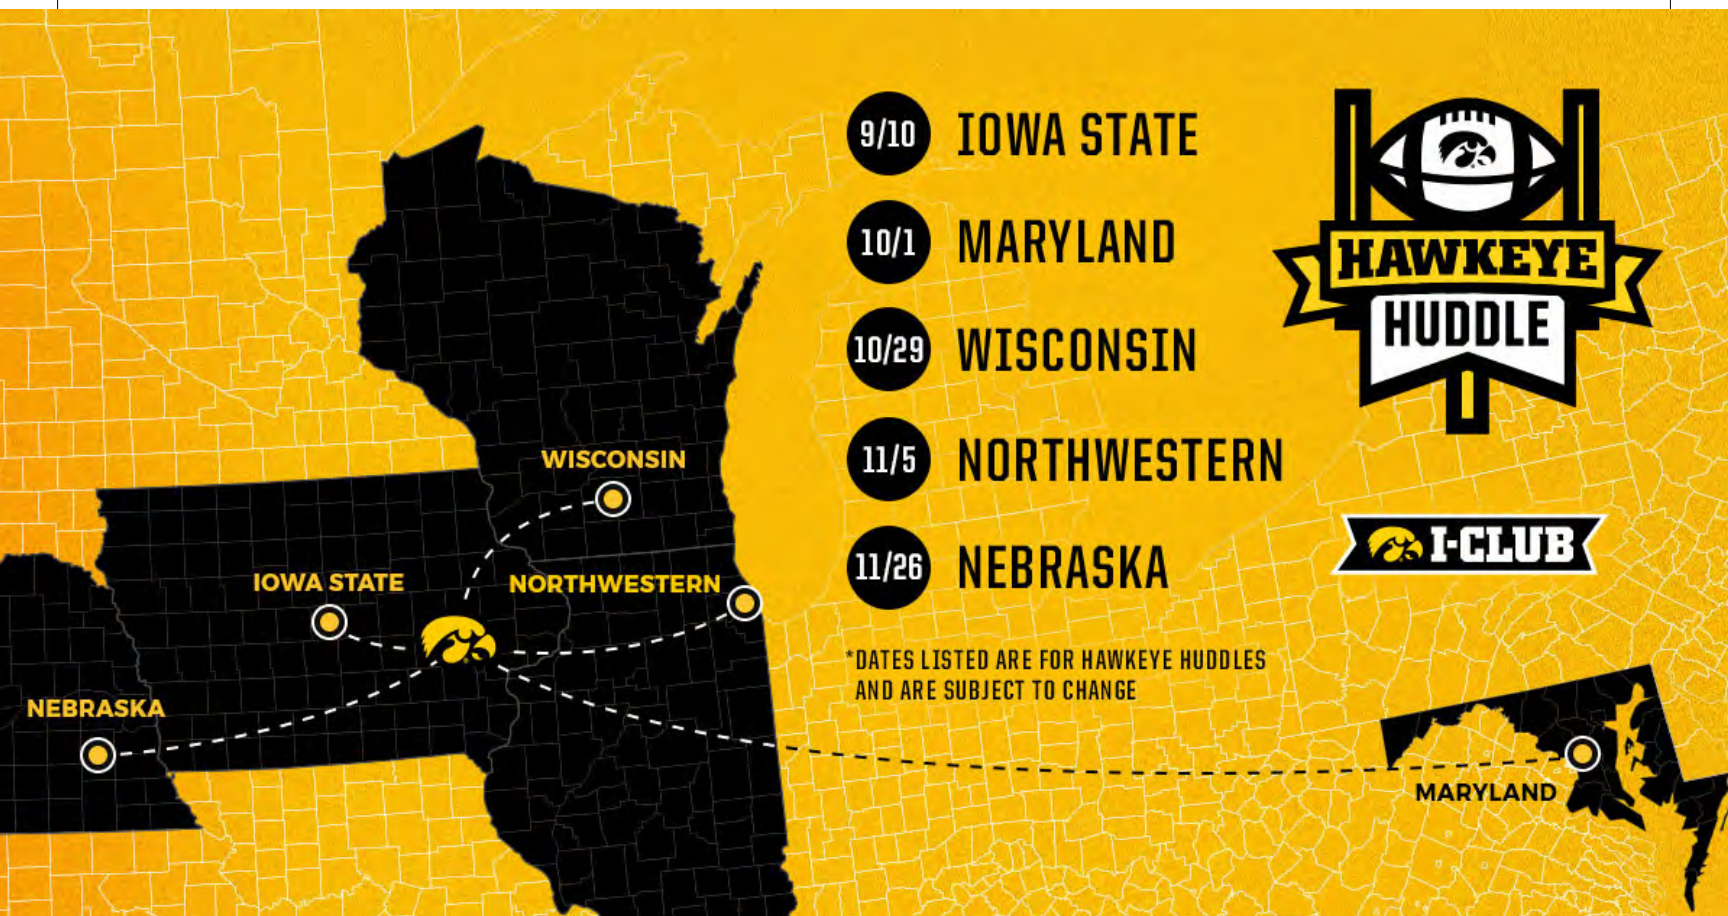 9/10 IOWA STATE
10/1 MARYLAND
10/29 WISCONSIN
11/5 NORTHWESTERN
11/26 NEBRASKA
*DATES LISTED ARE FOR HAWKEYE HUDDLES
AND ARE SUBJECT TO CHANGE
HAWKEYE
HUDDLE
I-CLUB
WISCONSIN
IOWA STATE
NORTHWESTERN
NEBRASKA
MARYLAND